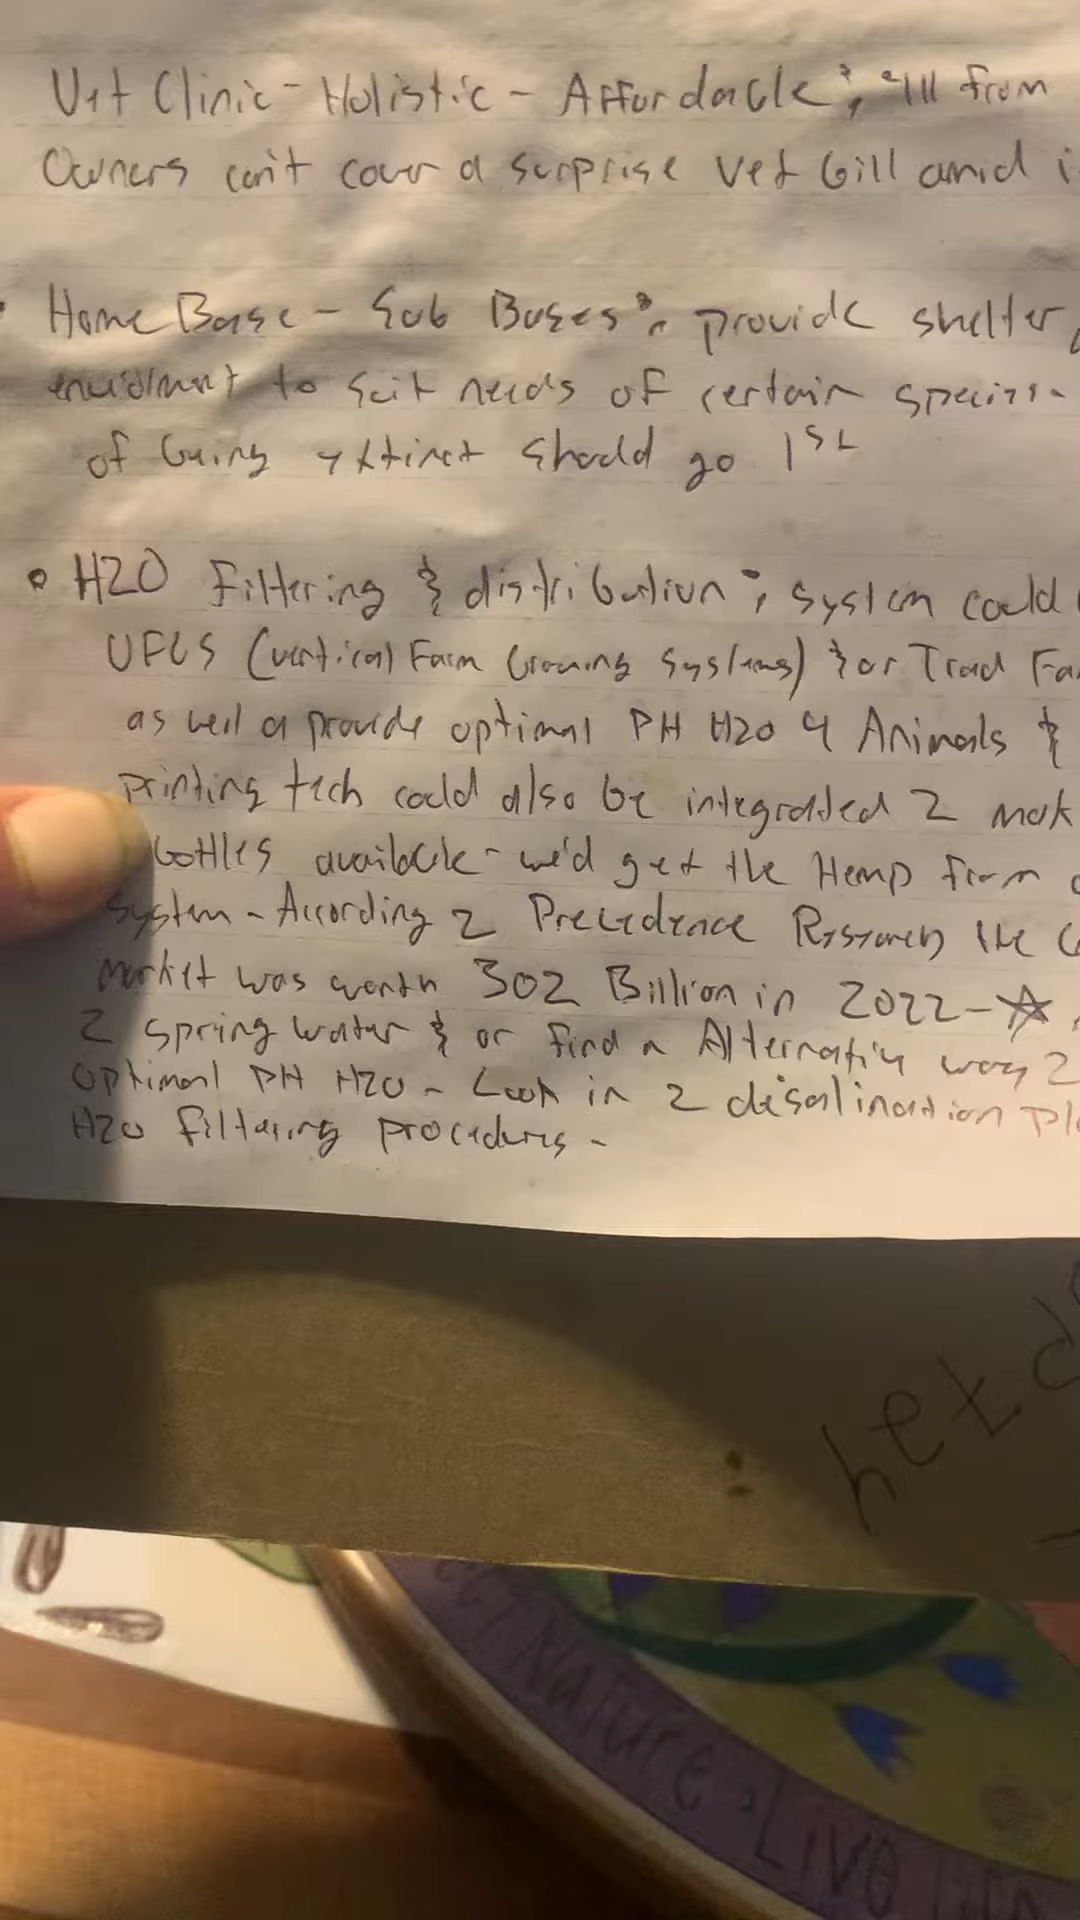 Vet Clinic - Holistic - Affordable; "Ill from
Owners can't cover a surprise vet bill amid i
Home Base - Sub Bases: provide shelter,
enviolment to suit needs of certain species.
of being extinct should go 1st
• H2O Filtering & distribution; system could
VFGS (vertical Farm Growing Systems) &or Trad Fa
as well a provide optimal PH H2O 4 Animals &
printing tech could also be integrated 2 mak
bottles available - we'd get the Hemp from
system - According 2 Precedence Research the
market was worth 302 Billion in 2022 - ☆
2 spring water & or find a Alternativ way 2
optimal PH H2O - Look in 2 desalination pl
H2O filtering procedures -
het
Nature • Live life